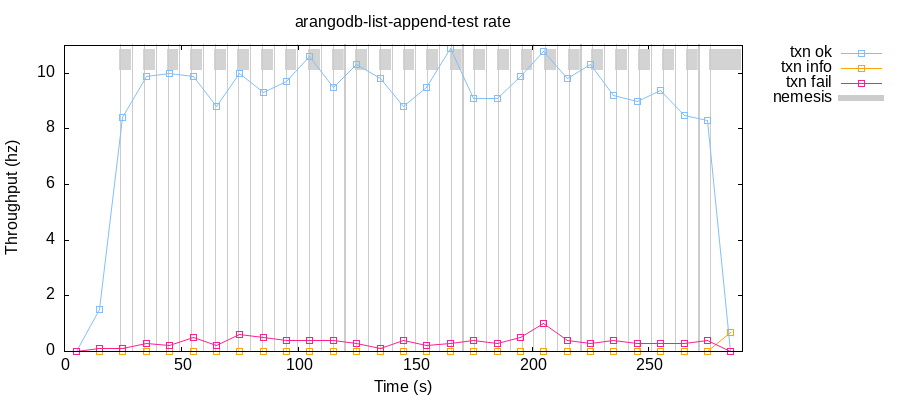 arangodb-list-append-test rate
txn ok
txn info
txn fail
nemesis
Throughput (hz)
10
8
6
4
2
0
0 50 100 150 200 250
Time (s)